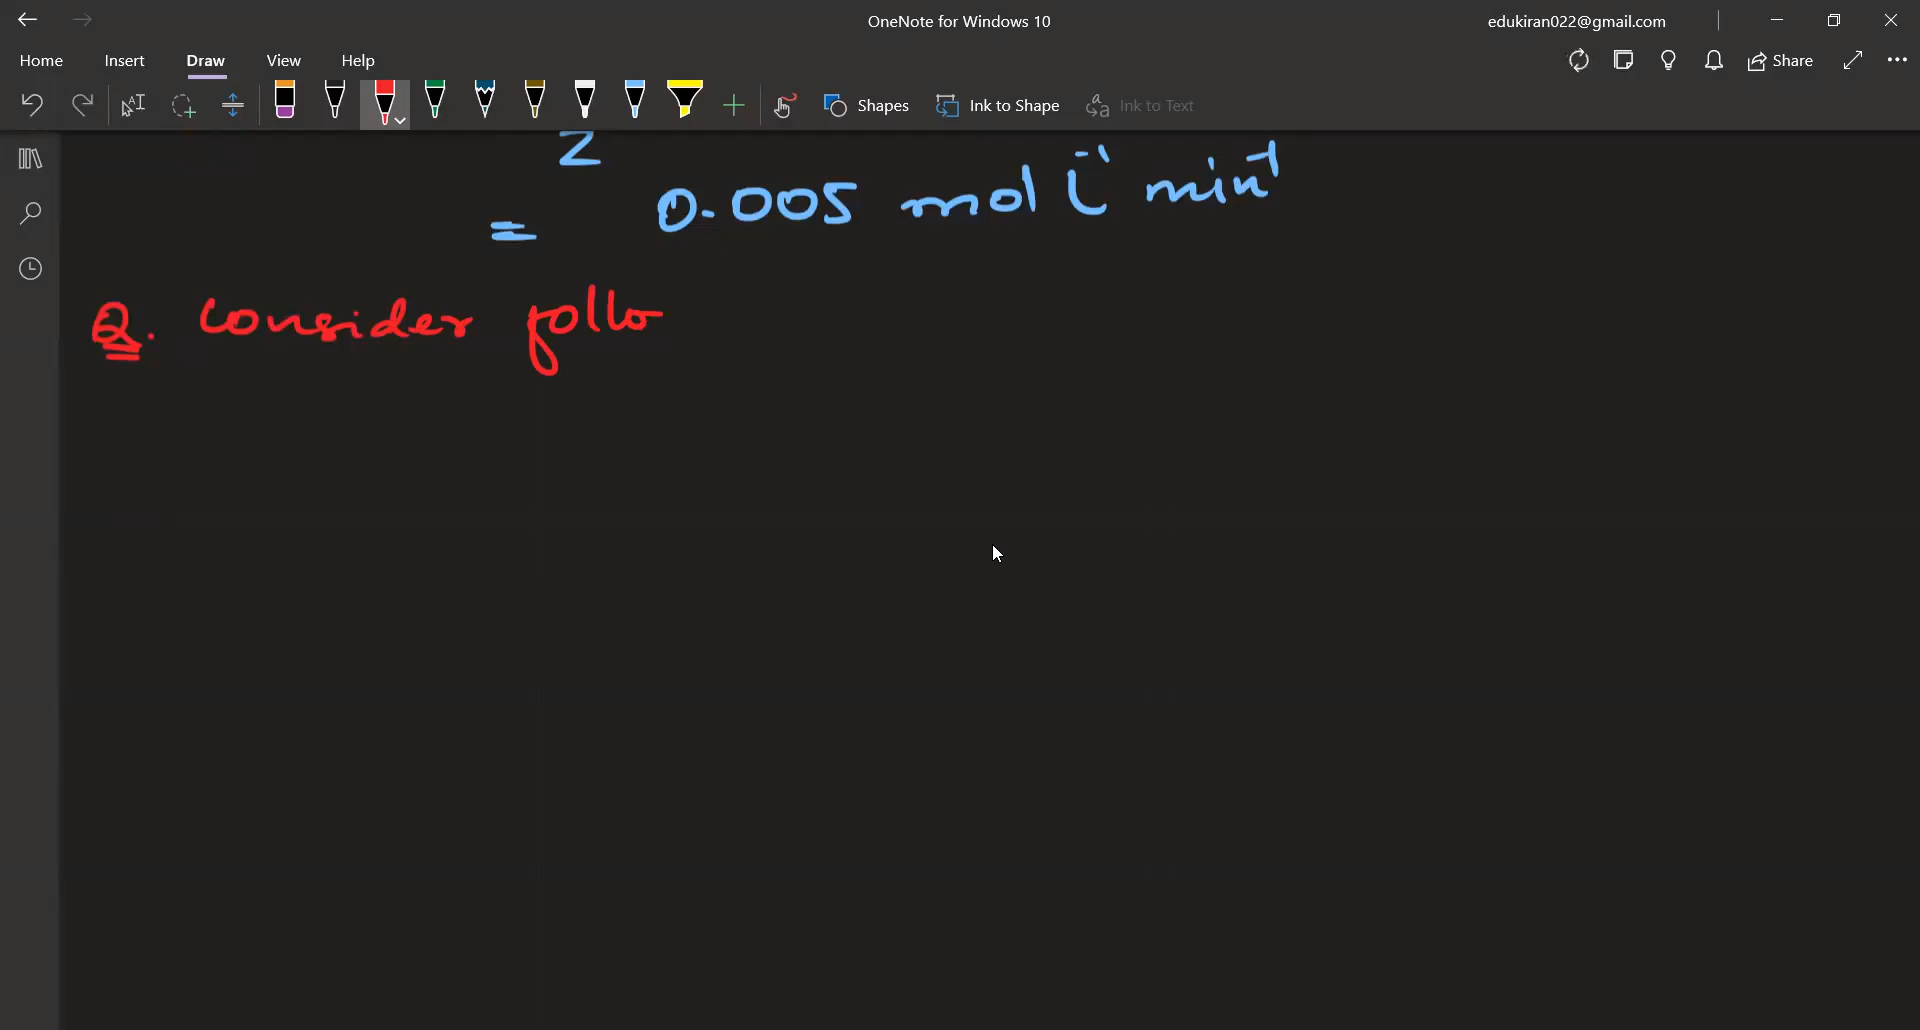 OneNote for Windows 10
edukiran022@gmail.com
Home Insert Draw View Help
Share
Shapes Ink to Shape Ink to Text
2
= 0.005 mol L⁻¹ min⁻¹
Q. Consider follo